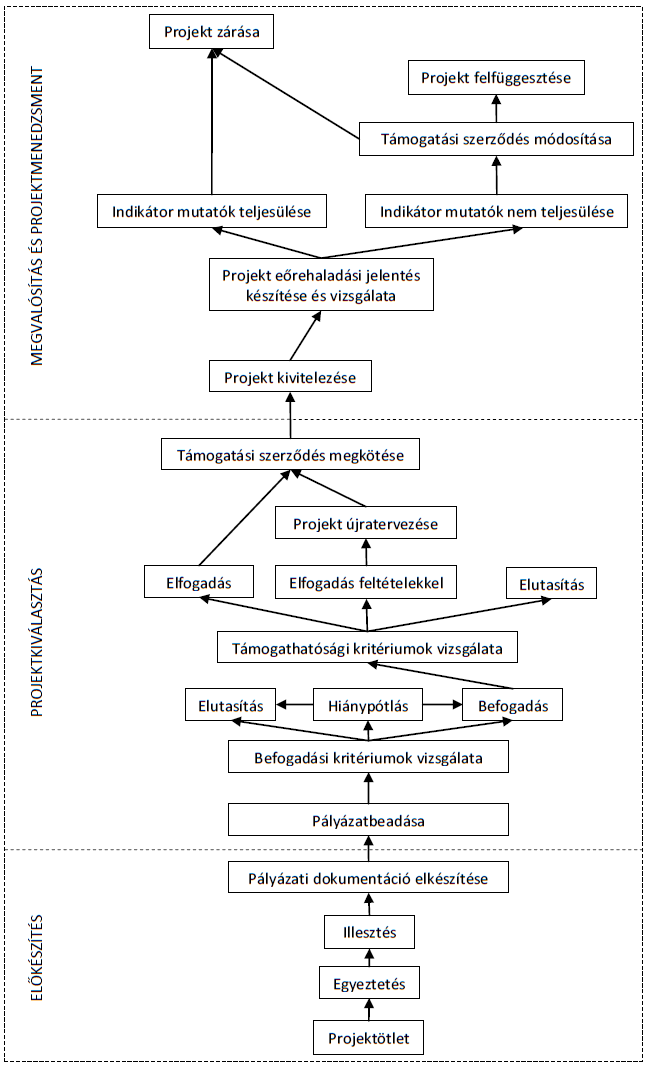 Projekt zárása
Projekt felfüggesztése
Támogatási szerződés módosítása
Indikátor mutatók teljesülése
Indikátor mutatók nem teljesülése
Projekt eőrehaladási jelentés
készítése és vizsgálata
Projekt kivitelezése
MEGVALÓSÍTÁS ÉS PROJEKTMENEDZSMENT
Támogatási szerződés megkötése
Projekt újratervezése
Elfogadás
Elfogadás feltételekkel
Elutasítás
Támogathatósági kritériumok vizsgálata
Elutasítás
Hiánypótlás
Befogadás
Befogadási kritériumok vizsgálata
Pályázatbeadása
PROJEKTKIVÁLASZTÁS
Pályázati dokumentáció elkészítése
Illesztés
Egyeztetés
Projektötlet
ELŐKÉSZÍTÉS